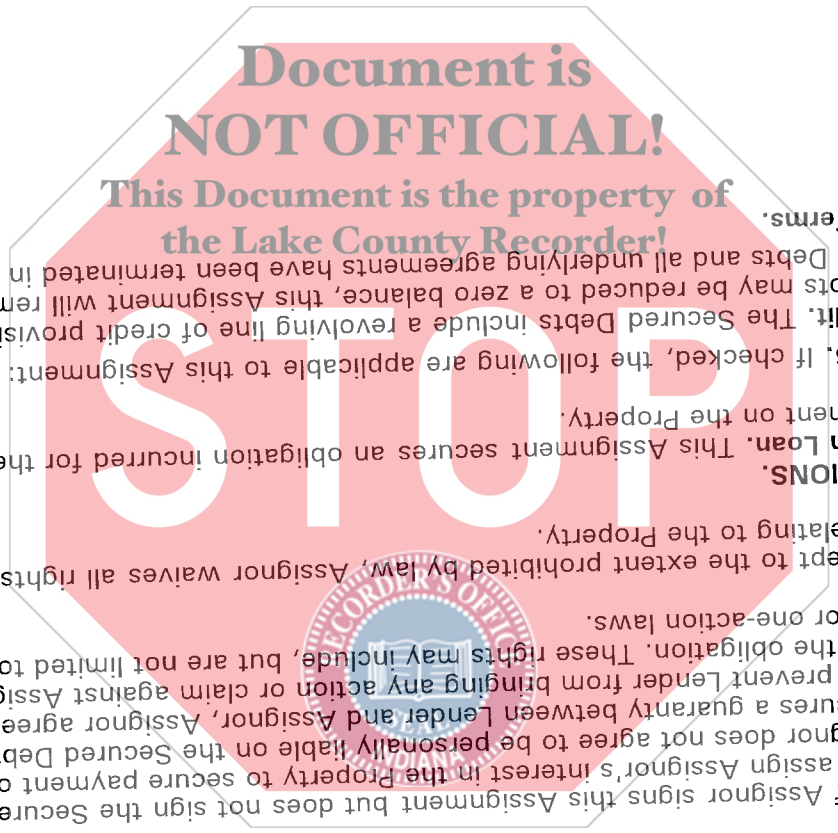 Document is
NOT OFFICIAL!
This Document is the property of
the Lake County Recorder!
STOP
RECORDER'S OFFICE
SEAL
INDIANA
Assignor signs this Assignment but does not sign the Secure
assign Assignor's interest in the Property to secure payment o
gnor does not agree to be personally liable on the Secured Deb
ures a guaranty between Lender and Assignor, Assignor agree
prevent Lender from bringing any action or claim against Assig
the obligation. These rights may include, but are not limited to
or one-action laws.
ept to the extent prohibited by law, Assignor waives all rights
elating to the Property.
IONS.
n Loan. This Assignment secures an obligation incurred for the
ent on the Property.
s. If checked, the following are applicable to this Assignment:
it. The Secured Debts include a revolving line of credit provisi
ots may be reduced to a zero balance, this Assignment will rem
Debts and all underlying agreements have been terminated in
erms.